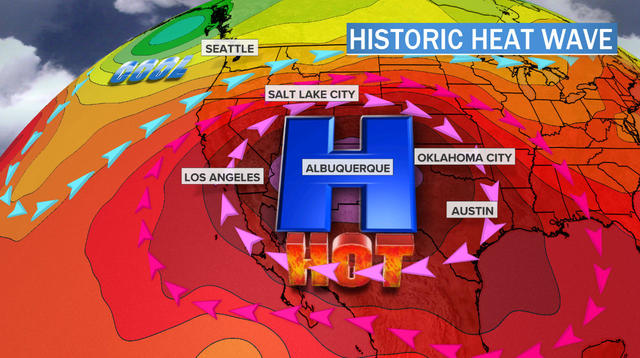 HISTORIC HEAT WAVE
SEATTLE
COOL
SALT LAKE CITY
H
ALBUQUERQUE
OKLAHOMA CITY
LOS ANGELES
AUSTIN
HOT